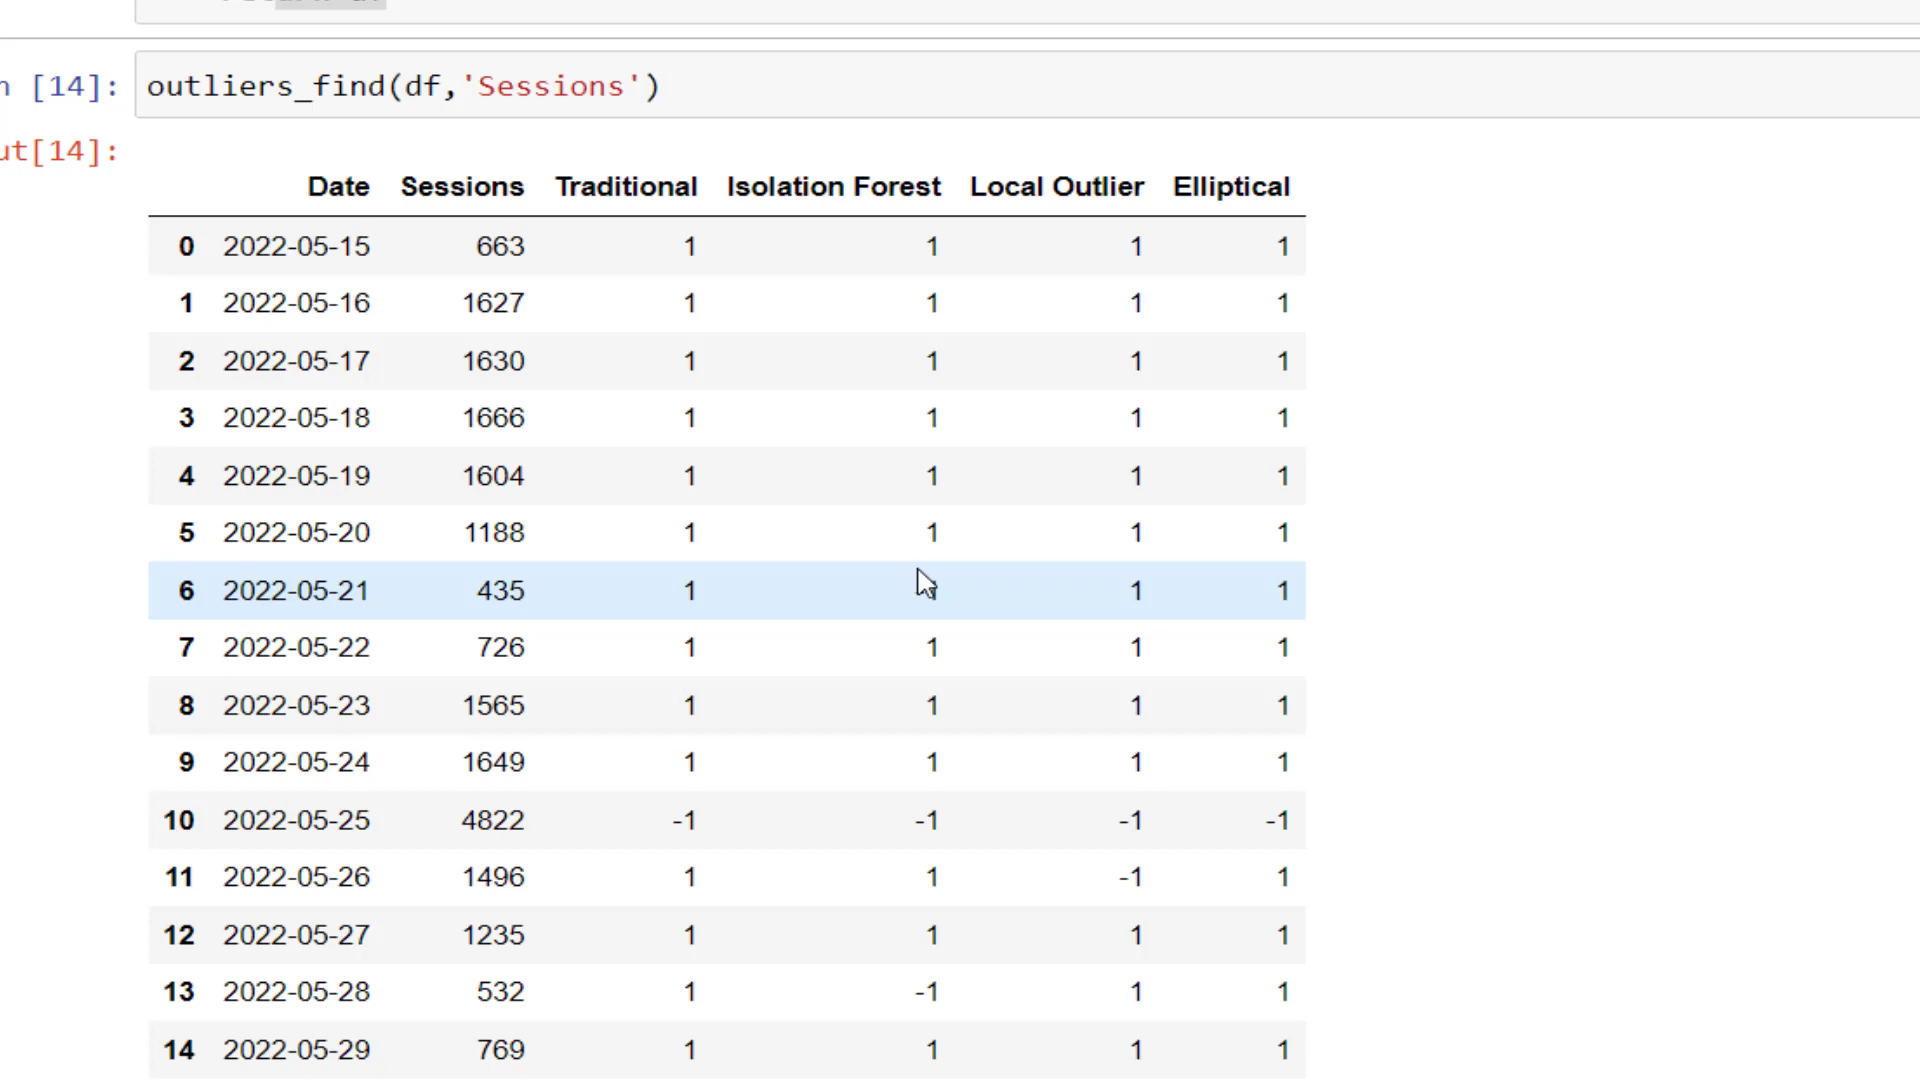 [14]: outliers_find(df,'Sessions')
ut[14]:
Date Sessions Traditional Isolation Forest Local Outlier Elliptical
0 2022-05-15 663 1 1 1 1
1 2022-05-16 1627 1 1 1 1
2 2022-05-17 1630 1 1 1 1
3 2022-05-18 1666 1 1 1 1
4 2022-05-19 1604 1 1 1 1
5 2022-05-20 1188 1 1 1 1
6 2022-05-21 435 1 1 1 1
7 2022-05-22 726 1 1 1 1
8 2022-05-23 1565 1 1 1 1
9 2022-05-24 1649 1 1 1 1
10 2022-05-25 4822 -1 -1 -1 -1
11 2022-05-26 1496 1 1 -1 1
12 2022-05-27 1235 1 1 1 1
13 2022-05-28 532 1 -1 1 1
14 2022-05-29 769 1 1 1 1